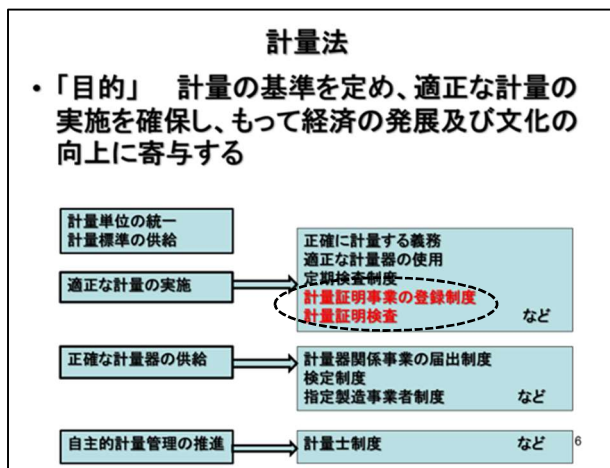 計量法
・「目的」　計量の基準を定め、適正な計量の
実施を確保し、もって経済の発展及び文化の
向上に寄与する
計量単位の統一
計量標準の供給
適正な計量の実施
正確に計量する義務
適正な計量器の使用
定期検査制度
計量証明事業の登録制度
計量証明検査　など
正確な計量器の供給
計量器関係事業の届出制度
検定制度
指定製造事業者制度　など
自主的計量管理の推進
計量士制度　など
6